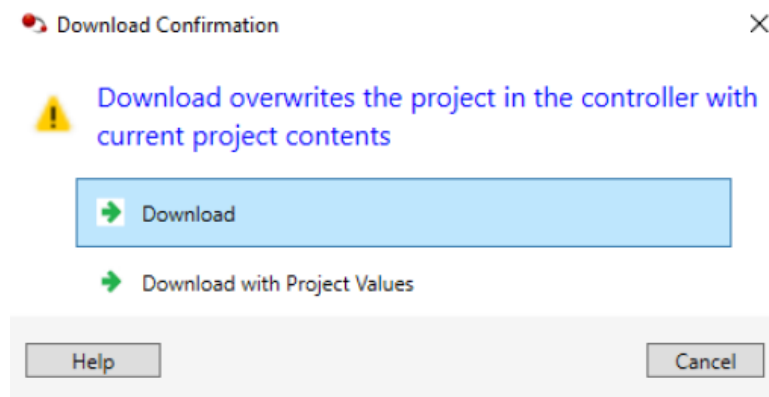 Download Confirmation
Download overwrites the project in the controller with
current project contents
Download
Download with Project Values
Help
Cancel